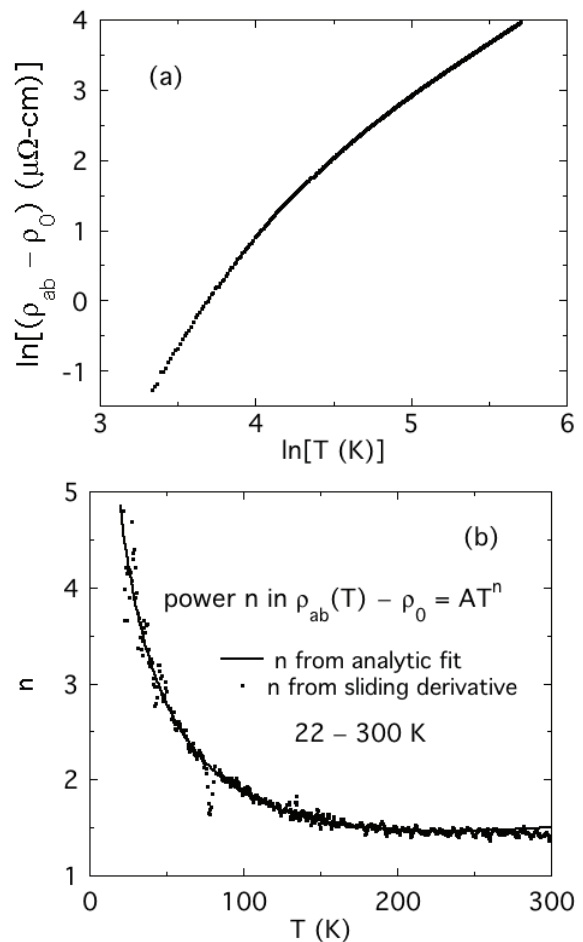 4
3
2
1
0
-1
(a)
ln[(ρab – ρ0) (μΩ-cm)]
3
4
5
6
ln[T (K)]
5
4
3
2
1
(b)
power n in ρab(T) – ρ0 = ATn
n from analytic fit
n from sliding derivative
22 – 300 K
n
0
100
200
300
T (K)